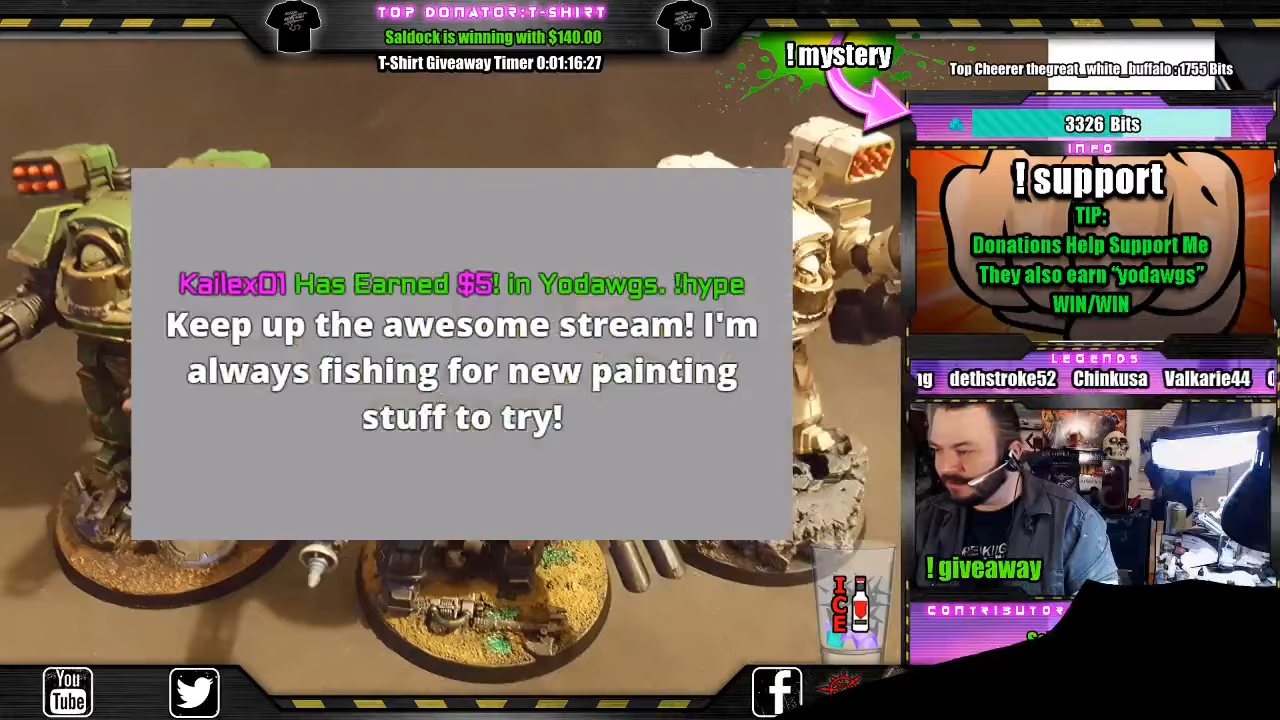 TOP DONATOR:T-SHIRT
Saldock is winning with $140.00
T-Shirt Giveaway Timer 0:01:16:27
!mystery
Top Cheerer thegreat_white_buffalo: 1755 Bits
3326 Bits
INFO
!support
TIP:
Donations Help Support Me
They also earn “yodawgs”
WIN/WIN
KailexD1 Has Earned $5! in Yodawgs. !hype
Keep up the awesome stream! I'm
always fishing for new painting
stuff to try!
LEGENDS
ng dethstroke52 Chinkusa Valkarie44
!giveaway
ICE
CONTRIBUTOR
You
Tube